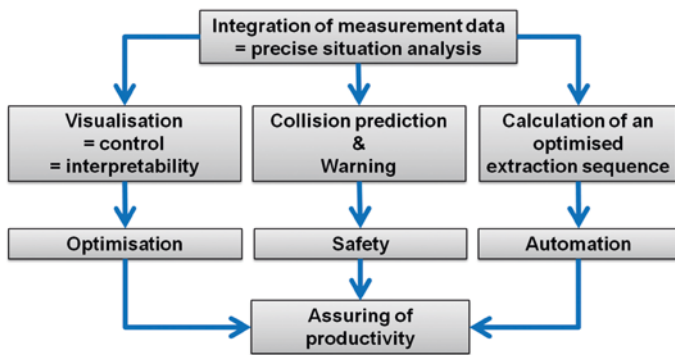 Integration of measurement data
= precise situation analysis
Visualisation
= control
= interpretability
Collision prediction
&
Warning
Calculation of an
optimised
extraction sequence
Optimisation
Safety
Automation
Assuring of
productivity